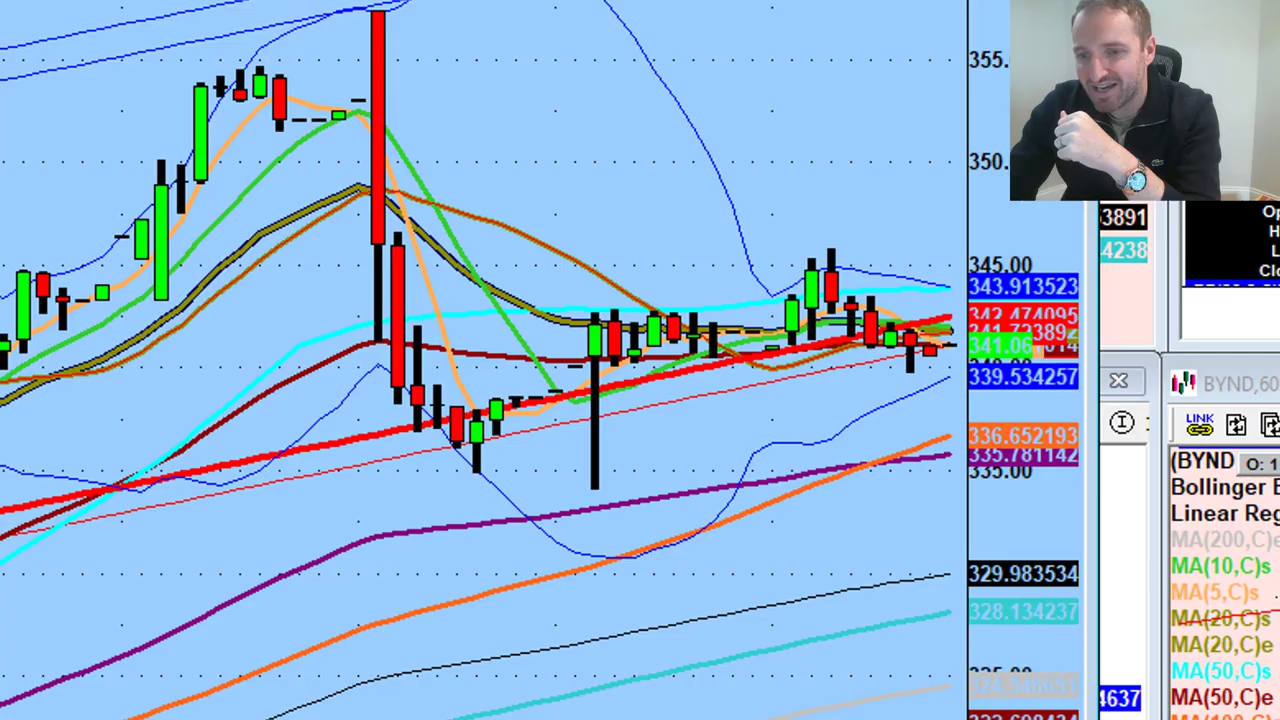 355.
350.
345.00
343.913523
342.474095
341.06
339.534257
336.652193
335.781142
335.00
329.983534
328.134237
3891
4238
Op
H
L
Clo
BYND,60
LINK
(BYND O: 1
Bollinger B
Linear Reg
MA(200,C)e
MA(10,C)s
MA(5,C)s
MA(20,C)s
MA(20,C)e
MA(50,C)s
MA(50,C)e
4637